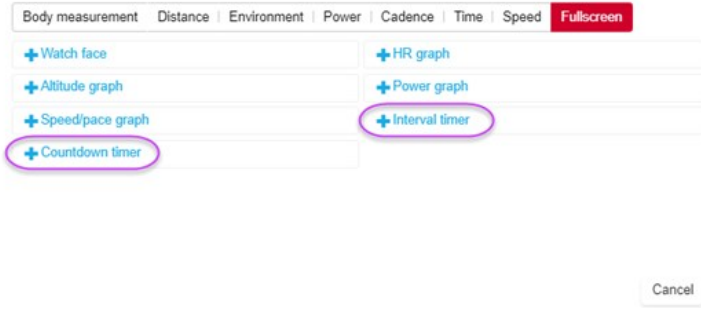 Body measurement Distance Environment Power Cadence Time Speed Fullscreen
Watch face HR graph
Altitude graph Power graph
Speed/pace graph Interval timer
Countdown timer
Cancel